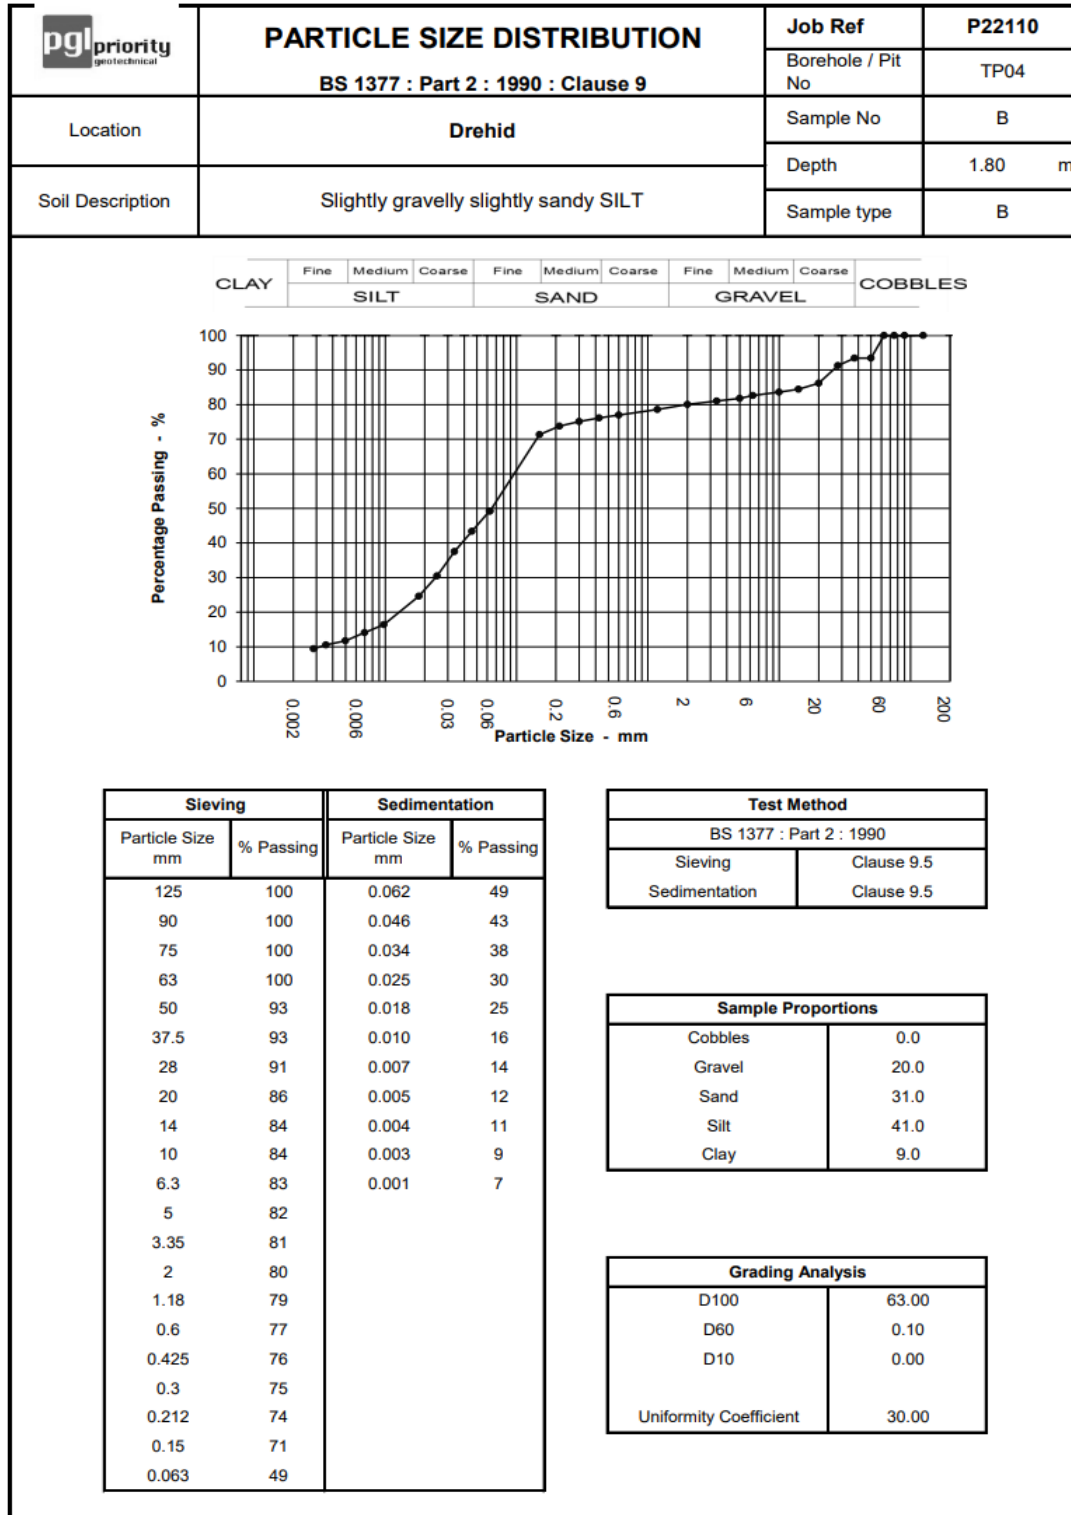 pgl priority
geotechnical
PARTICLE SIZE DISTRIBUTION
BS 1377 : Part 2 : 1990 : Clause 9
Job Ref P22110
Borehole / Pit No TP04
Location Drehid
Sample No B
Depth 1.80 m
Soil Description Slightly gravelly slightly sandy SILT
Sample type B
CLAY Fine Medium Coarse Fine Medium Coarse Fine Medium Coarse COBBLES
SILT SAND GRAVEL
Percentage Passing - %
100
90
80
70
60
50
40
30
20
10
0
0.002 0.006 0.03 0.06 0.2 0.6 2 6 20 60 200
Particle Size - mm
Sieving Sedimentation
Particle Size mm % Passing Particle Size mm % Passing
125 100 0.062 49
90 100 0.046 43
75 100 0.034 38
63 100 0.025 30
50 93 0.018 25
37.5 93 0.010 16
28 91 0.007 14
20 86 0.005 12
14 84 0.004 11
10 84 0.003 9
6.3 83 0.001 7
5 82
3.35 81
2 80
1.18 79
0.6 77
0.425 76
0.3 75
0.212 74
0.15 71
0.063 49
Test Method
BS 1377 : Part 2 : 1990
Sieving Clause 9.5
Sedimentation Clause 9.5
Sample Proportions
Cobbles 0.0
Gravel 20.0
Sand 31.0
Silt 41.0
Clay 9.0
Grading Analysis
D100 63.00
D60 0.10
D10 0.00
Uniformity Coefficient 30.00